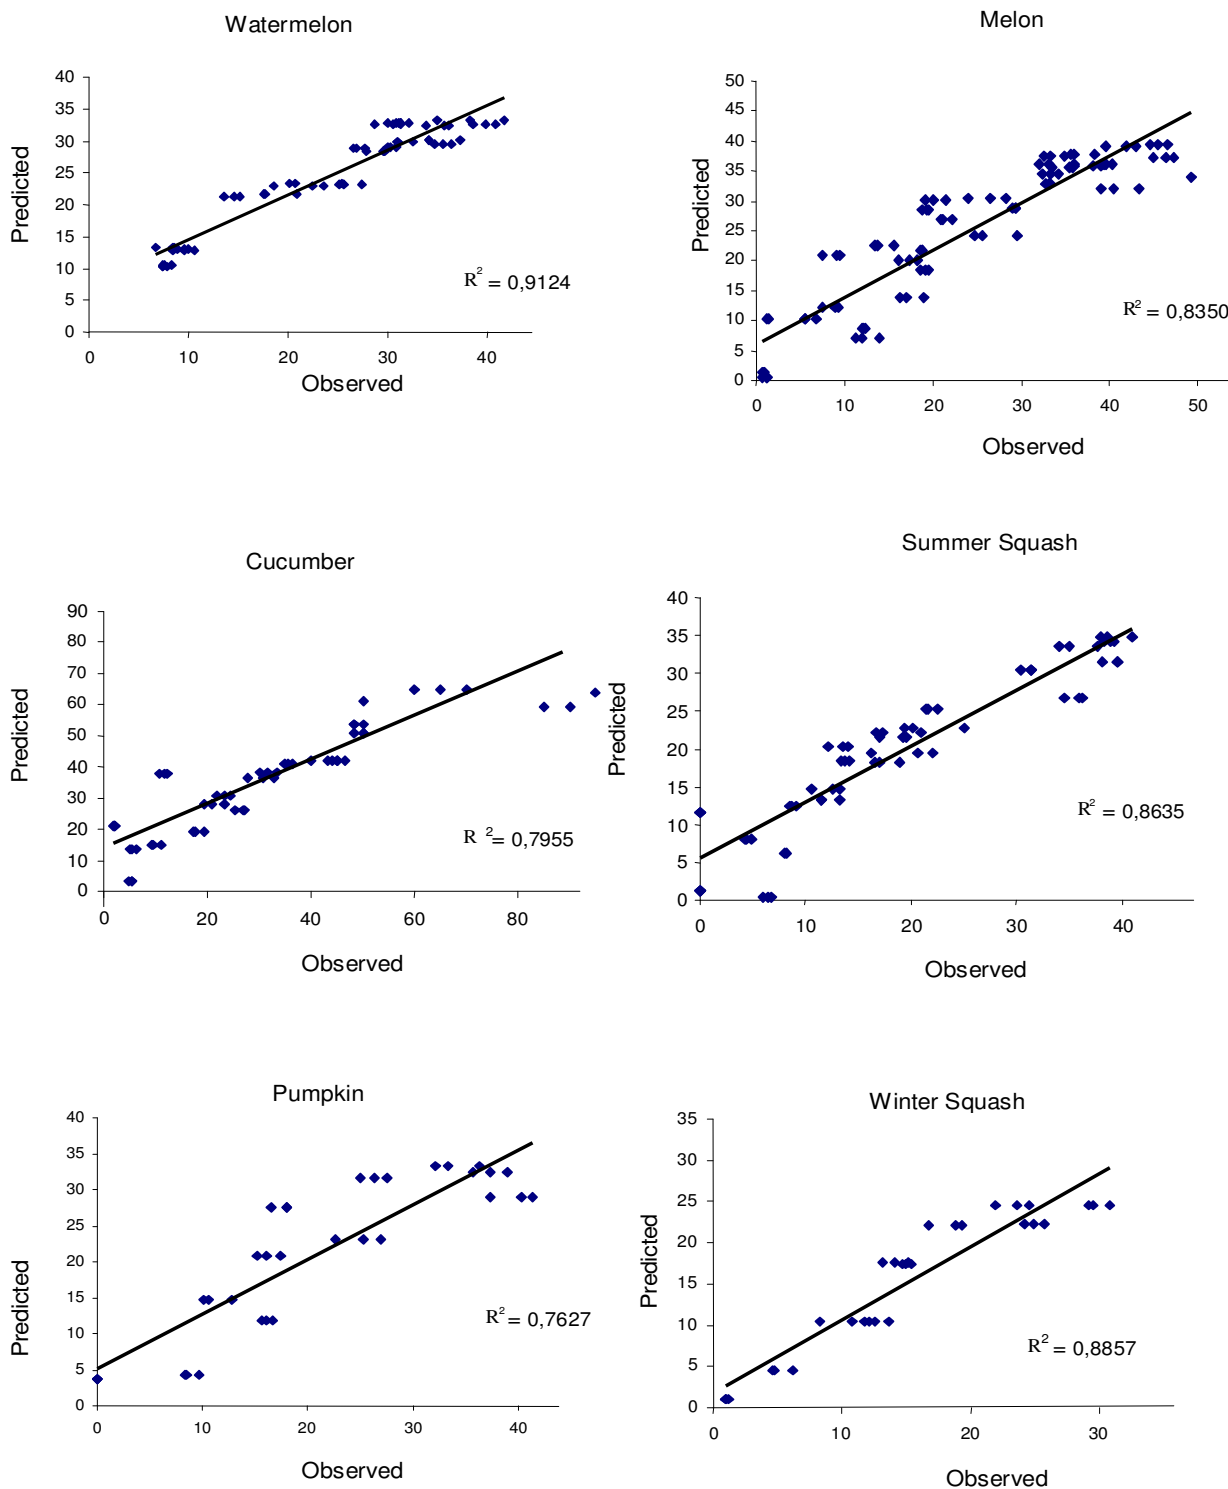 Watermelon
40
35
30
25
20
15
10
5
0
Predicted
R² = 0,9124
0 10 20 30 40
Observed
Melon
50
45
40
35
30
25
20
15
10
5
0
Predicted
R² = 0,8350
0 10 20 30 40 50
Observed
Cucumber
90
80
70
60
50
40
30
20
10
0
Predicted
R ²= 0,7955
0 20 40 60 80
Observed
Summer Squash
40
35
30
25
20
15
10
5
0
Predicted
R² = 0,8635
0 10 20 30 40
Observed
Pumpkin
40
35
30
25
20
15
10
5
0
Predicted
R² = 0,7627
0 10 20 30 40
Observed
Winter Squash
35
30
25
20
15
10
5
0
Predicted
R² = 0,8857
0 10 20 30
Observed